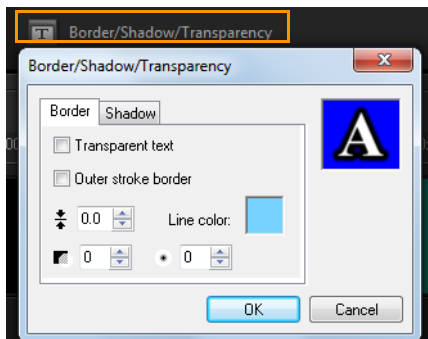 Border/Shadow/Transparency
Border/Shadow/Transparency
Border Shadow
Transparent text
Outer stroke border
0.0 Line color:
0 0
A
OK Cancel